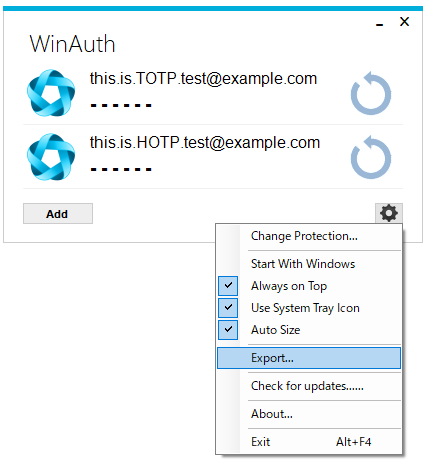 WinAuth
this.is.TOTP.test@example.com
- - - - - -
this.is.HOTP.test@example.com
- - - - - -
Add
Change Protection...
Start With Windows
Always on Top
Use System Tray Icon
Auto Size
Export...
Check for updates......
About...
Exit Alt+F4